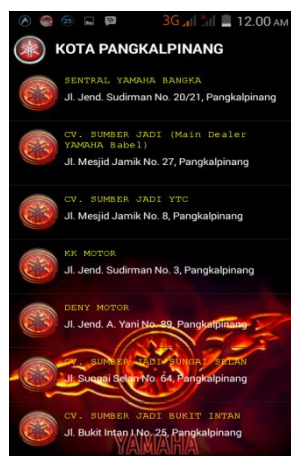 25
3G 12.00 AM
KOTA PANGKALPINANG
SENTRAL YAMAHA BANGKA
Jl. Jend. Sudirman No. 20/21, Pangkalpinang
CV. SUMBER JADI (Main Dealer
YAMAHA Babel)
Jl. Mesjid Jamik No. 27, Pangkalpinang
CV. SUMBER JADI YTC
Jl. Mesjid Jamik No. 8, Pangkalpinang
KK MOTOR
Jl. Jend. Sudirman No. 3, Pangkalpinang
DENY MOTOR
Jl. Jend. A. Yani No. 89, Pangkalpinang
CV. SUMBER JADI SUNGAI SELAN
Jl. Sungai Selan No. 64, Pangkalpinang
CV. SUMBER JADI BUKIT INTAN
Jl. Bukit Intan I No. 25, Pangkalpinang
YAMAHA